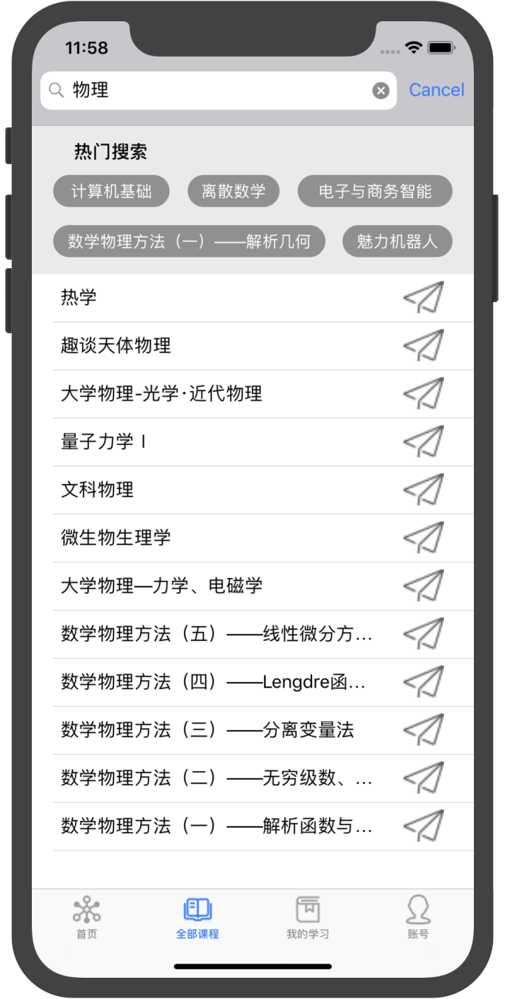 11:58
物理 Cancel
热门搜索
计算机基础 离散数学 电子与商务智能
数学物理方法（一）——解析几何 魅力机器人
热学
趣谈天体物理
大学物理-光学·近代物理
量子力学 I
文科物理
微生物生理学
大学物理—力学、电磁学
数学物理方法（五）——线性微分方...
数学物理方法（四）——Lengdre函...
数学物理方法（三）——分离变量法
数学物理方法（二）——无穷级数、...
数学物理方法（一）——解析函数与...
首页 全部课程 我的学习 账号